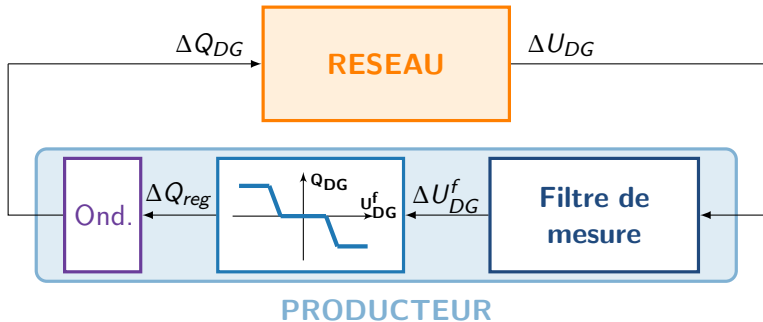 ΔQ_DG
RESEAU
ΔU_DG
Ond.
ΔQ_reg
Q_DG
U^f_DG
ΔU^f_DG
Filtre de
mesure
PRODUCTEUR